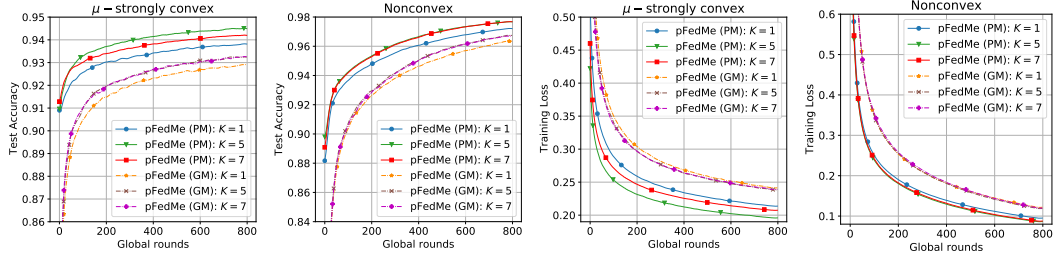 μ − strongly convex
Test Accuracy
0.95
0.94
0.93
0.92
0.91
0.90
0.89
0.88
0.87
0.86
pFedMe (PM): K = 1
pFedMe (PM): K = 5
pFedMe (PM): K = 7
pFedMe (GM): K = 1
pFedMe (GM): K = 5
pFedMe (GM): K = 7
0 200 400 600 800
Global rounds
Nonconvex
Test Accuracy
0.98
0.96
0.94
0.92
0.90
0.88
0.86
0.84
pFedMe (PM): K = 1
pFedMe (PM): K = 5
pFedMe (PM): K = 7
pFedMe (GM): K = 1
pFedMe (GM): K = 5
pFedMe (GM): K = 7
0 200 400 600 800
Global rounds
μ − strongly convex
Training Loss
0.50
0.45
0.40
0.35
0.30
0.25
0.20
pFedMe (PM): K = 1
pFedMe (PM): K = 5
pFedMe (PM): K = 7
pFedMe (GM): K = 1
pFedMe (GM): K = 5
pFedMe (GM): K = 7
0 200 400 600 800
Global rounds
Nonconvex
Training Loss
0.6
0.5
0.4
0.3
0.2
0.1
pFedMe (PM): K = 1
pFedMe (PM): K = 5
pFedMe (PM): K = 7
pFedMe (GM): K = 1
pFedMe (GM): K = 5
pFedMe (GM): K = 7
0 200 400 600 800
Global rounds